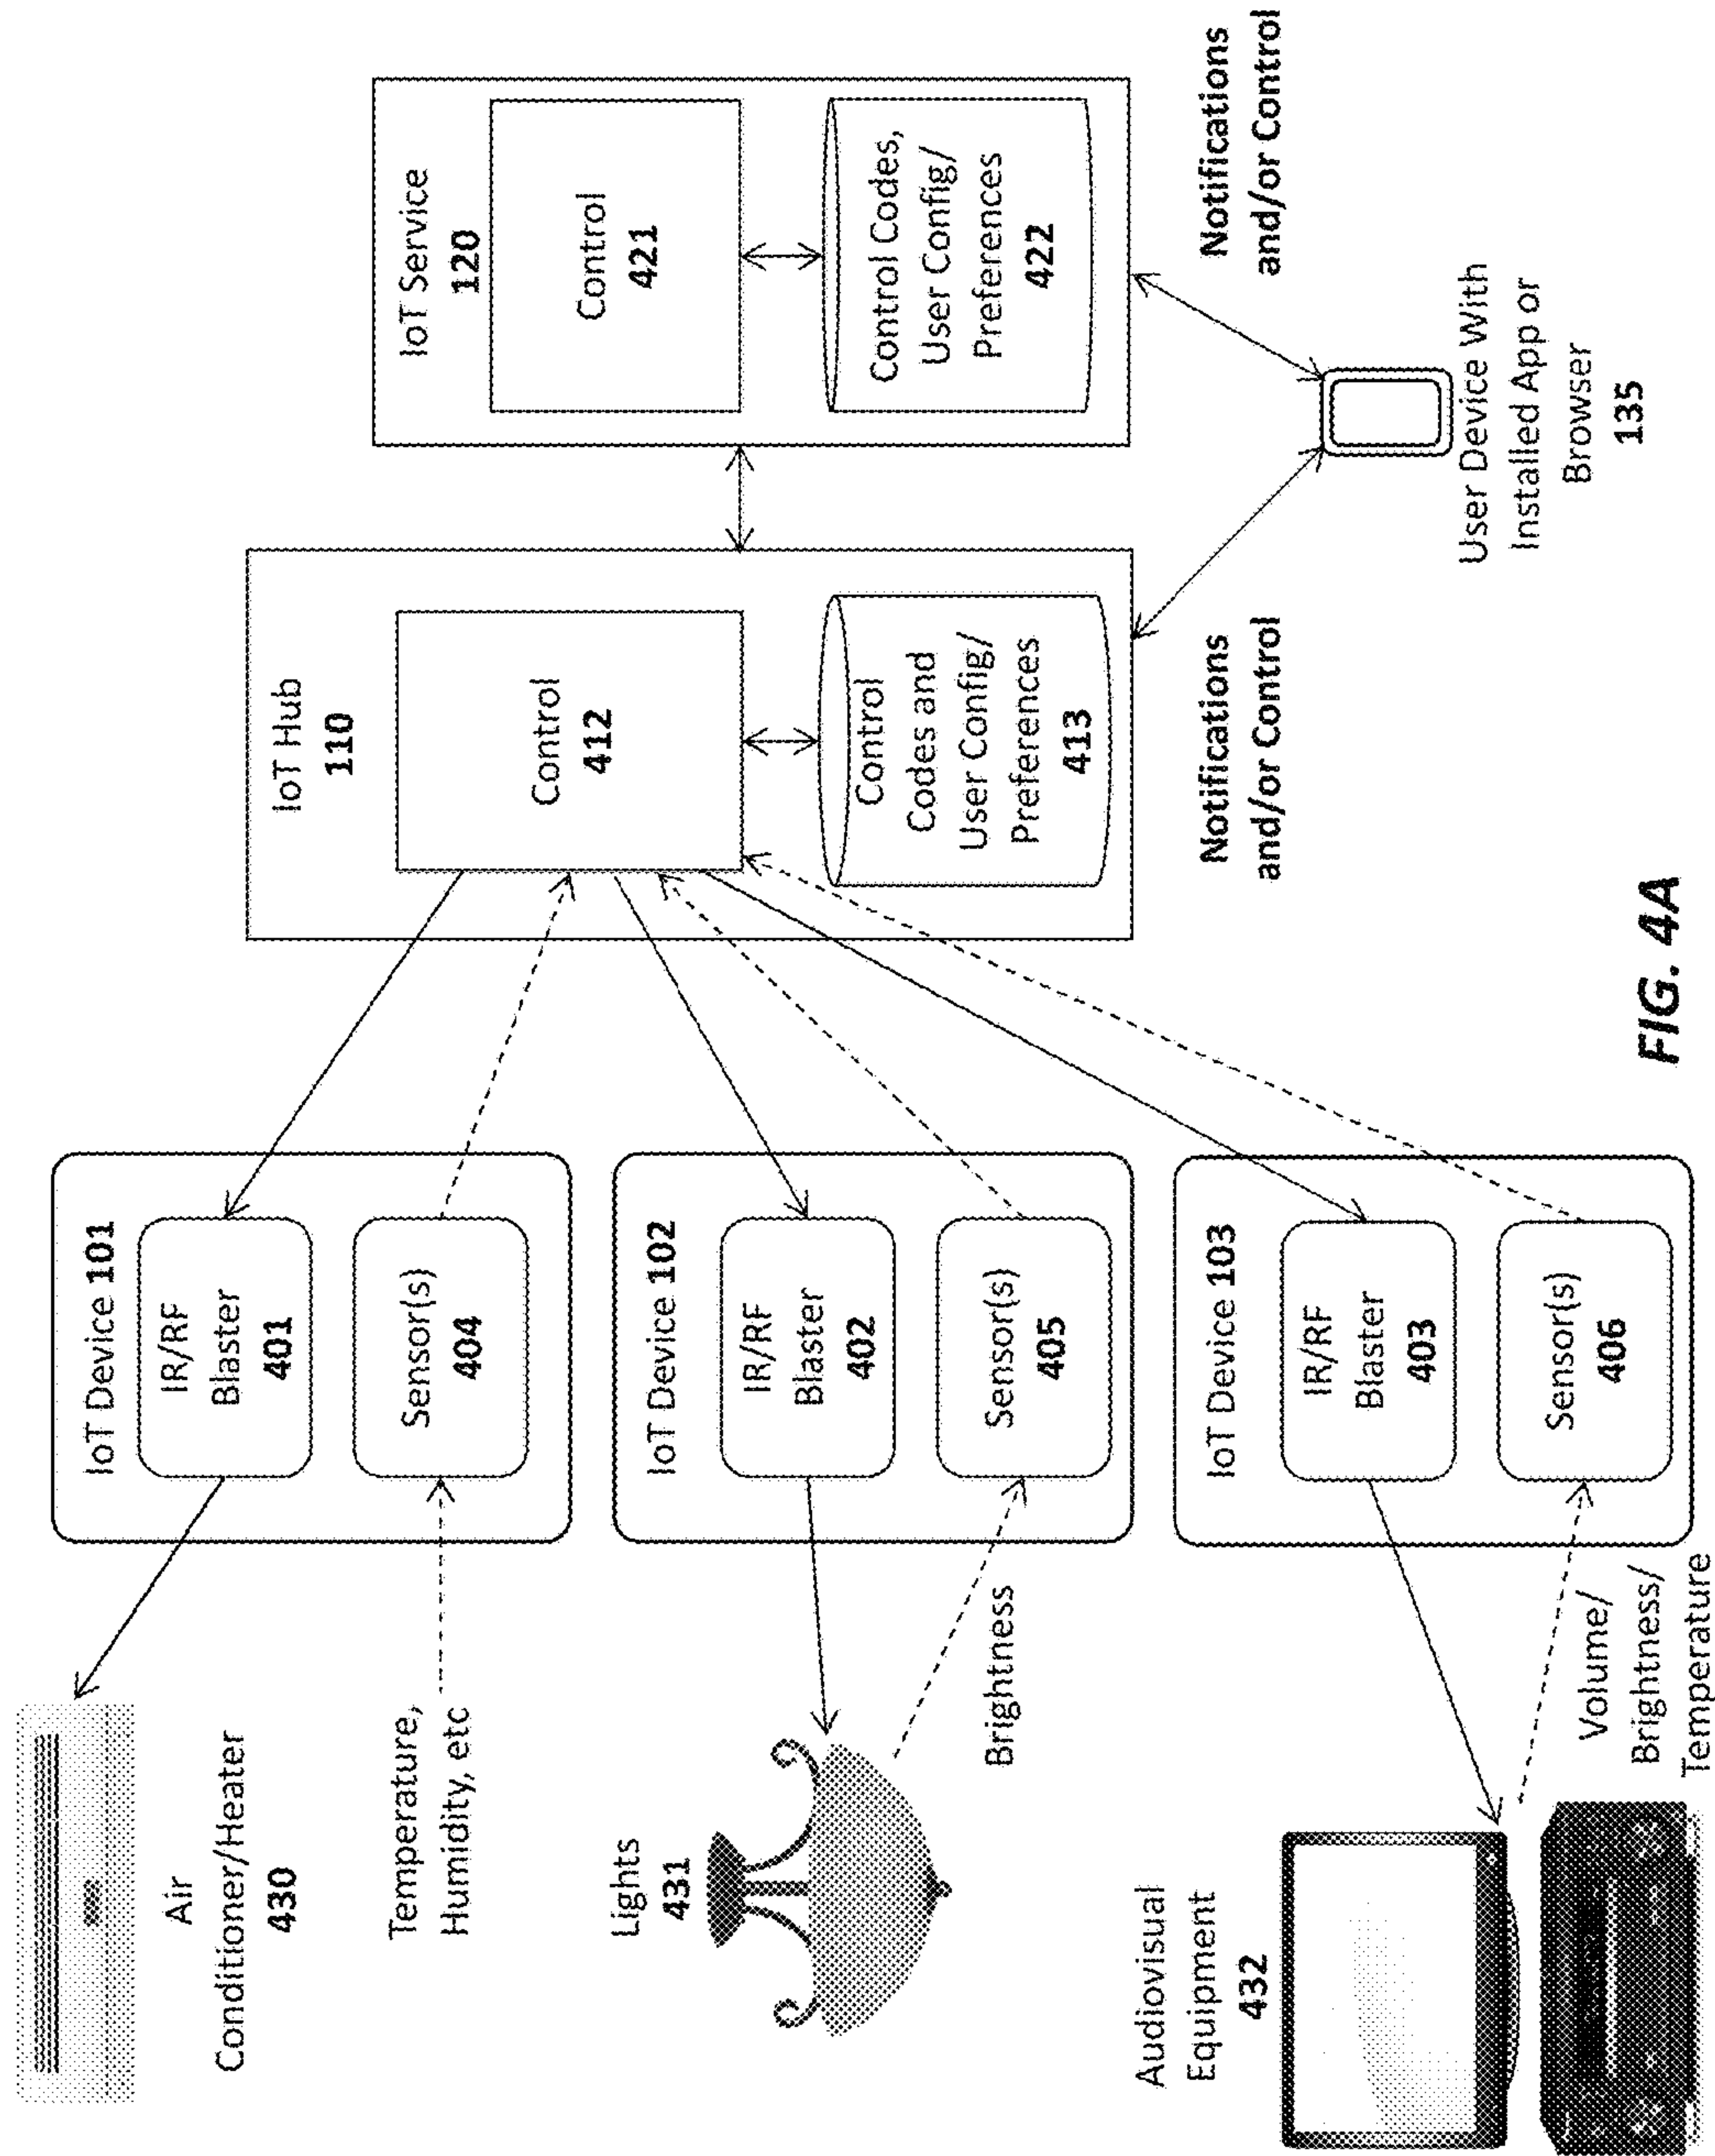 Air
Conditioner/Heater
430
Temperature,
Humidity, etc
Lights
431
Brightness
Audiovisual
Equipment
432
Volume/
Brightness/
Temperature
IoT Device 101
IR/RF
Blaster
401
Sensor(s)
404
IoT Device 102
IR/RF
Blaster
402
Sensor(s)
405
IoT Device 103
IR/RF
Blaster
403
Sensor(s)
406
IoT Hub
110
Control
412
Control
Codes and
User Config/
Preferences
413
Notifications
and/or Control
IoT Service
120
Control
421
Control Codes,
User Config/
Preferences
422
Notifications
and/or Control
User Device With
Installed App or
Browser
135
FIG. 4A